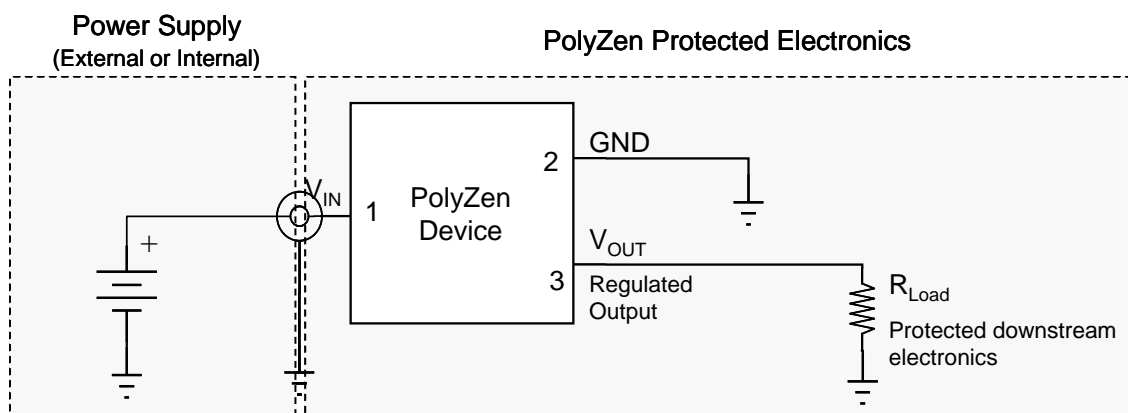 Power Supply
(External or Internal)
PolyZen Protected Electronics
V_IN
1
PolyZen
Device
2
GND
3
V_OUT
Regulated
Output
+
R_Load
Protected downstream
electronics